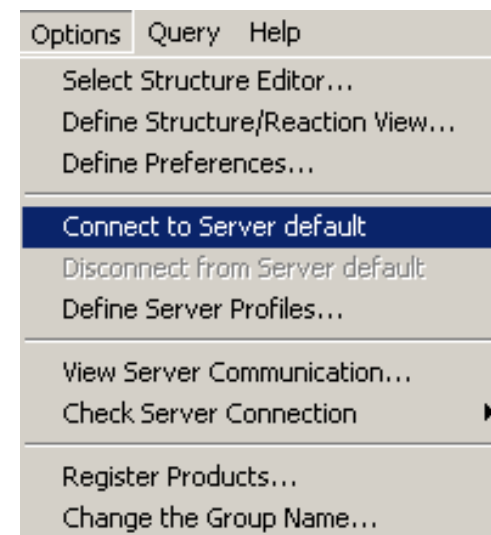 Options Query Help
Select Structure Editor...
Define Structure/Reaction View...
Define Preferences...
Connect to Server default
Disconnect from Server default
Define Server Profiles...
View Server Communication...
Check Server Connection
Register Products...
Change the Group Name...